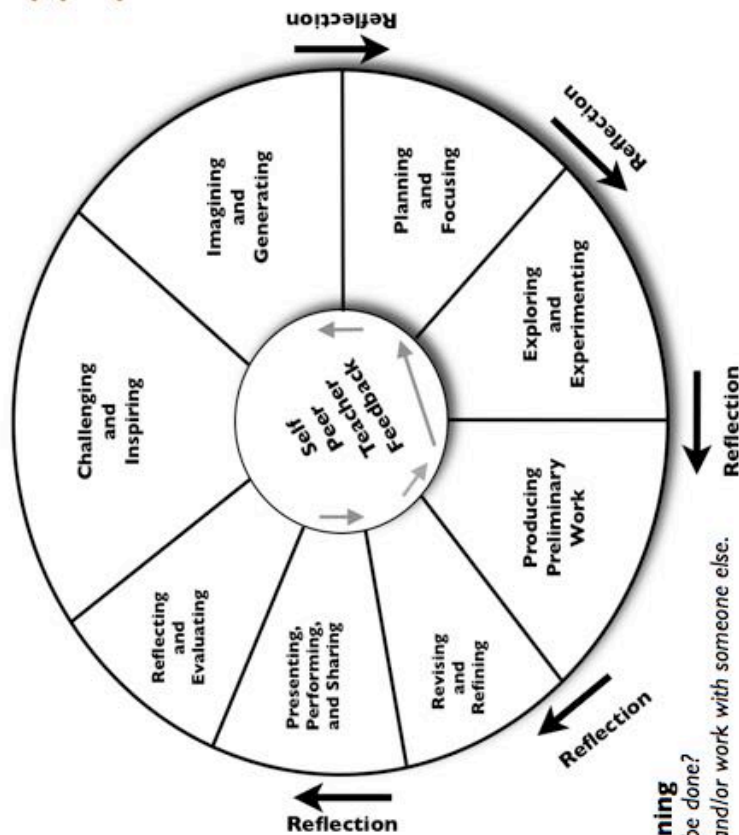 Reflection
Reflection
Reflection
Reflection
Reflection
Challenging
and
Inspiring
Imagining
and
Generating
Planning
and
Focusing
Exploring
and
Experimenting
Producing
Preliminary
Work
Revising
and
Refining
Presenting,
Performing,
and Sharing
Reflecting
and
Evaluating
Self
Peer
Teacher
Feedback
ning
be done?
and/or work with someone else.